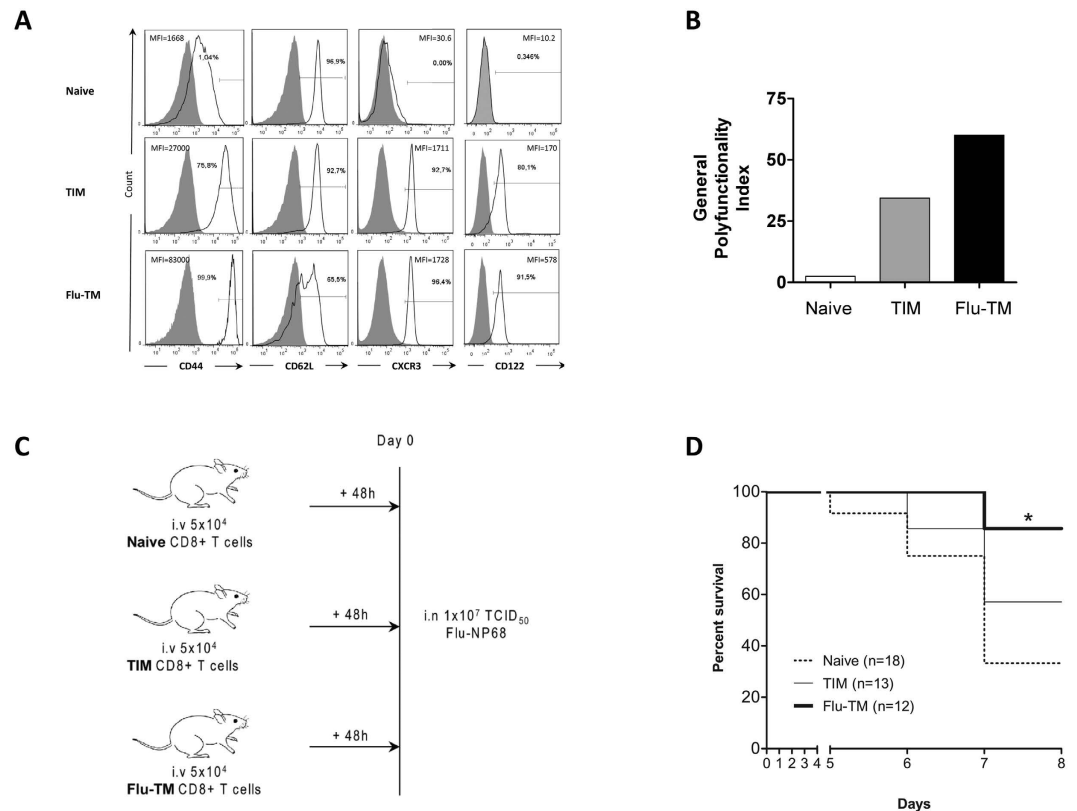 A
Naive
TIM
Flu-TM
Count
MFI=1668
1,04%
96,9%
MFI=30.6
0.00%
MFI=10.2
0.346%
MFI=27000
75,8%
92,7%
MFI=1711
92,7%
MFI=170
80,1%
MFI=83000
99,9%
65,5%
MFI=1728
96,4%
MFI=578
91,5%
CD44
CD62L
CXCR3
CD122
B
General
Polyfunctionality
Index
75
50
25
0
Naive
TIM
Flu-TM
C
Day 0
+ 48h
i.v 5x10⁴
Naive CD8+ T cells
+ 48h
i.v 5x10⁴
TIM CD8+ T cells
i.n 1x10⁷ TCID₅₀
Flu-NP68
+ 48h
i.v 5x10⁴
Flu-TM CD8+ T cells
D
Percent survival
100
80
60
40
20
0
*
Naive (n=18)
TIM (n=13)
Flu-TM (n=12)
0 1 2 3 4 5 6 7 8
Days